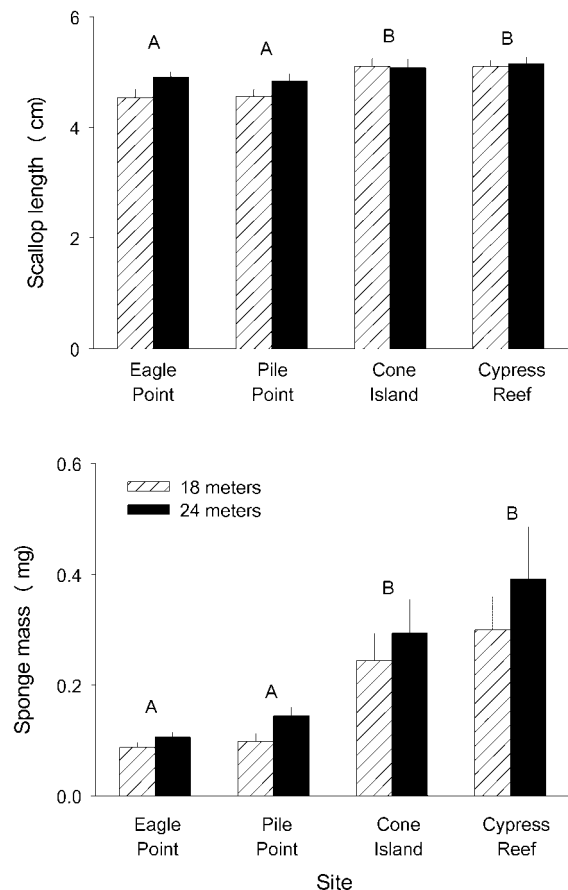 6
4
2
0
Scallop length ( cm)
A
A
B
B
Eagle
Point
Pile
Point
Cone
Island
Cypress
Reef
0.6
0.4
0.2
0.0
Sponge mass ( mg)
18 meters
24 meters
A
A
B
B
Eagle
Point
Pile
Point
Cone
Island
Cypress
Reef
Site